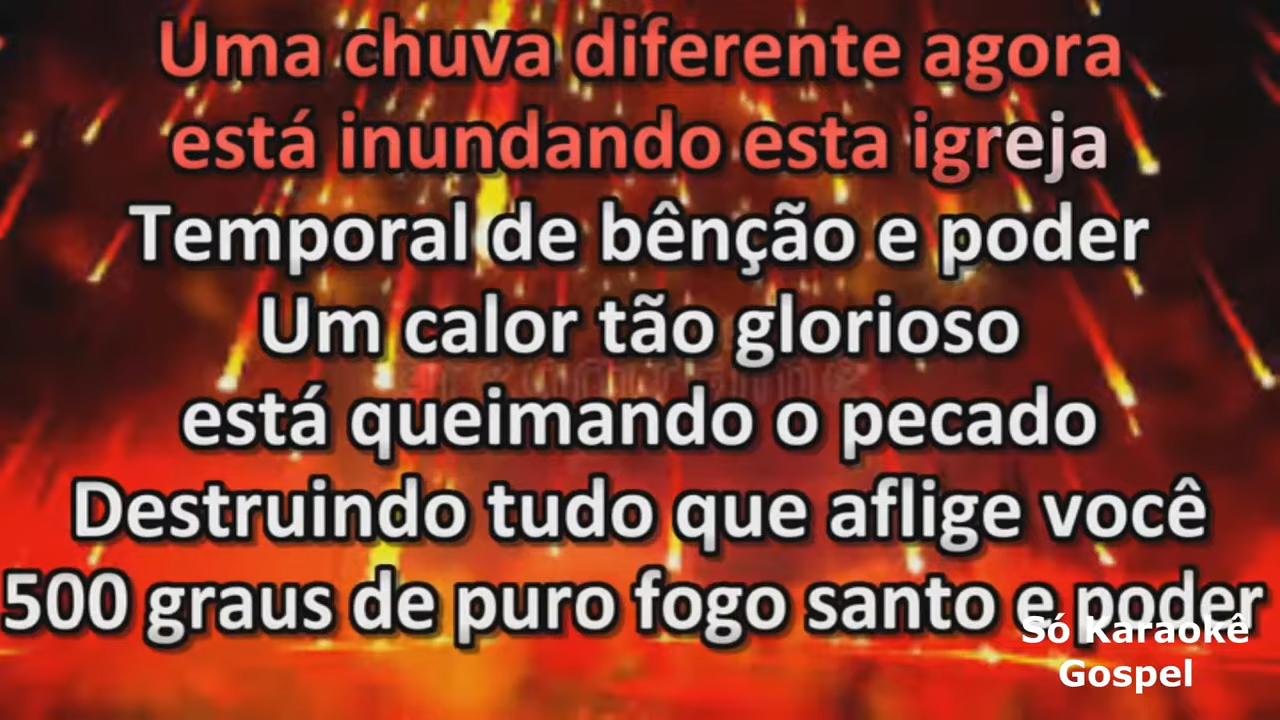 Uma chuva diferente agora
está inundando esta igreja
Temporal de bênção e poder
Um calor tão glorioso
está queimando o pecado
Destruindo tudo que aflige você
500 graus de puro fogo santo e poder
Só Karaokê
Gospel